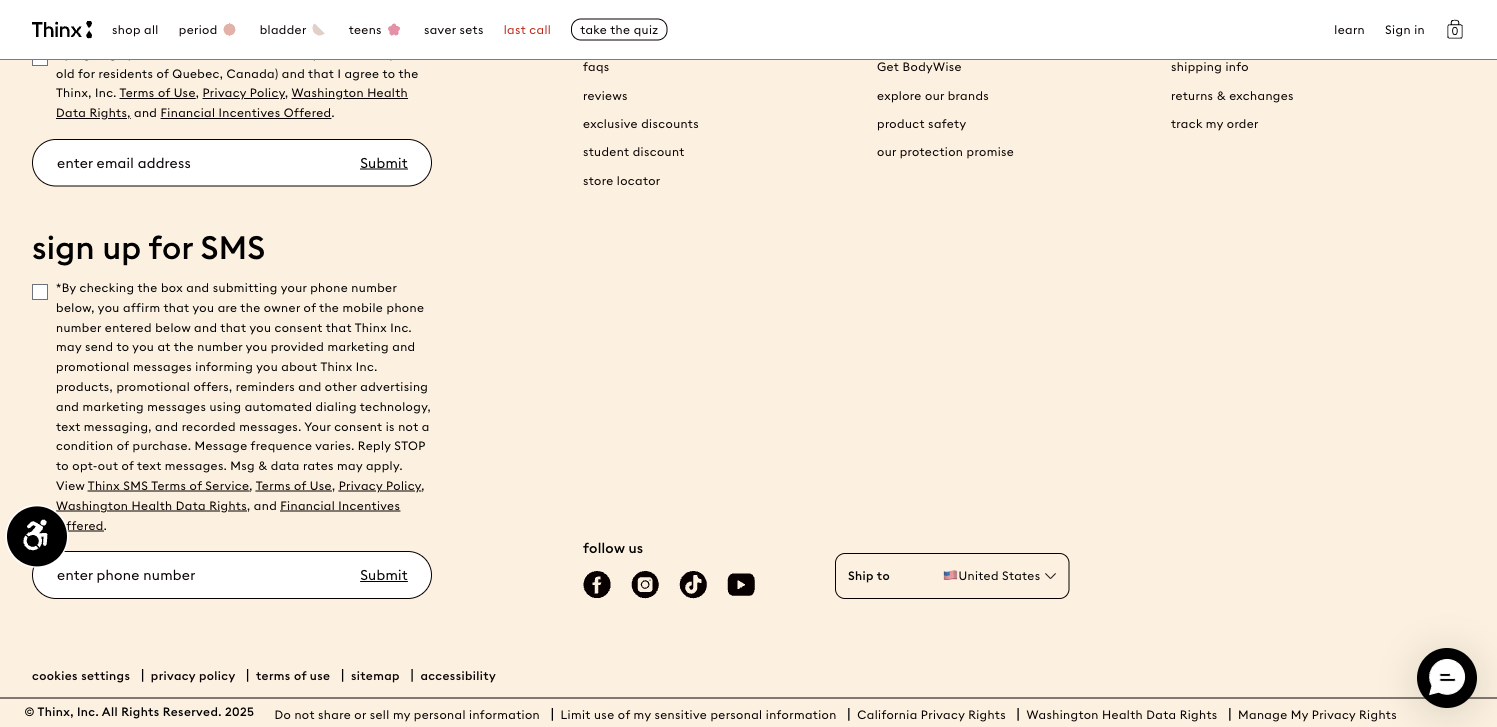 Thinx shop all period bladder teens saver sets last call take the quiz learn Sign in 0
old for residents of Quebec, Canada) and that I agree to the
Thinx, Inc. Terms of Use, Privacy Policy, Washington Health
Data Rights, and Financial Incentives Offered.
enter email address Submit
sign up for SMS
*By checking the box and submitting your phone number
below, you affirm that you are the owner of the mobile phone
number entered below and that you consent that Thinx Inc.
may send to you at the number you provided marketing and
promotional messages informing you about Thinx Inc.
products, promotional offers, reminders and other advertising
and marketing messages using automated dialing technology,
text messaging, and recorded messages. Your consent is not a
condition of purchase. Message frequence varies. Reply STOP
to opt-out of text messages. Msg & data rates may apply.
View Thinx SMS Terms of Service, Terms of Use, Privacy Policy,
Washington Health Data Rights, and Financial Incentives
Offered.
enter phone number Submit
faqs
reviews
exclusive discounts
student discount
store locator
Get BodyWise
explore our brands
product safety
our protection promise
shipping info
returns & exchanges
track my order
follow us
Ship to United States
cookies settings | privacy policy | terms of use | sitemap | accessibility
© Thinx, Inc. All Rights Reserved. 2025 Do not share or sell my personal information | Limit use of my sensitive personal information | California Privacy Rights | Washington Health Data Rights | Manage My Privacy Rights